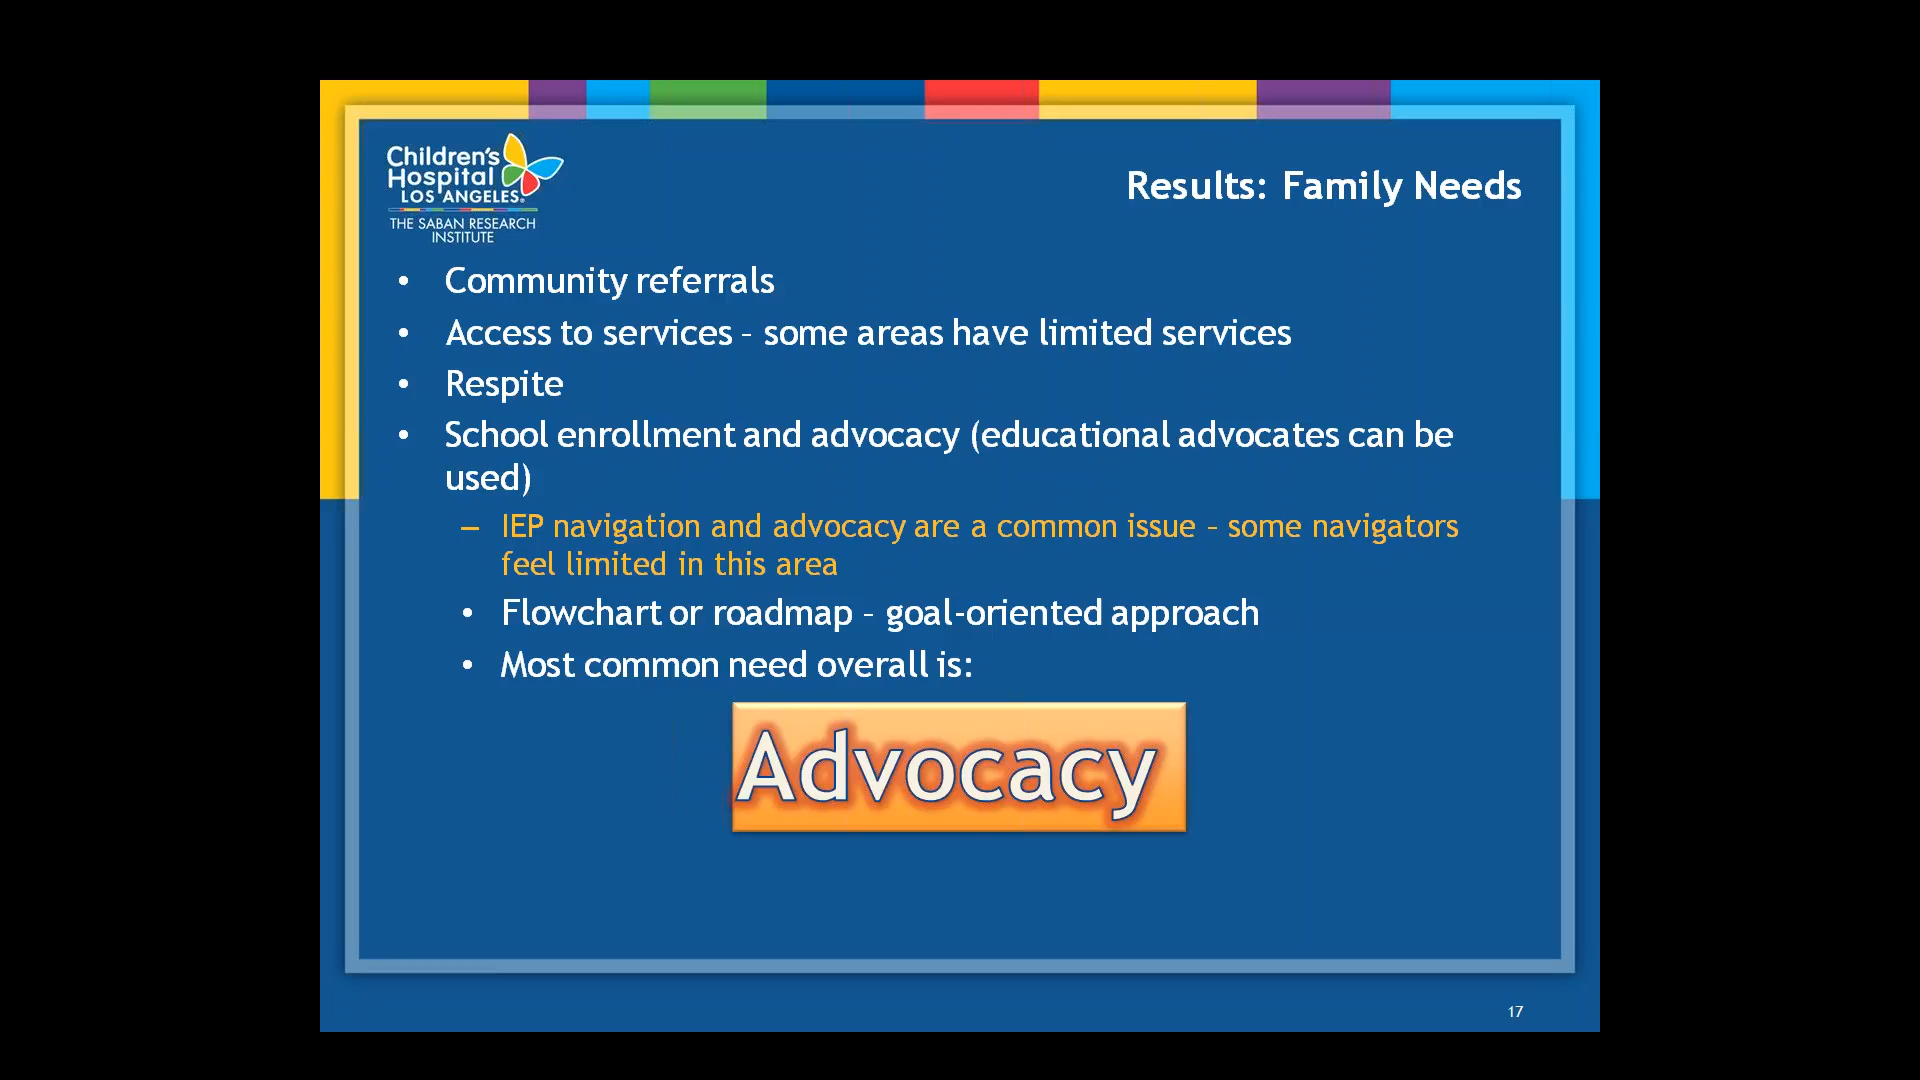 Children's
Hospital
LOS ANGELES®
THE SABAN RESEARCH
INSTITUTE
Results: Family Needs
• Community referrals
• Access to services – some areas have limited services
• Respite
• School enrollment and advocacy (educational advocates can be
used)
– IEP navigation and advocacy are a common issue – some navigators
feel limited in this area
• Flowchart or roadmap – goal-oriented approach
• Most common need overall is:
Advocacy
17